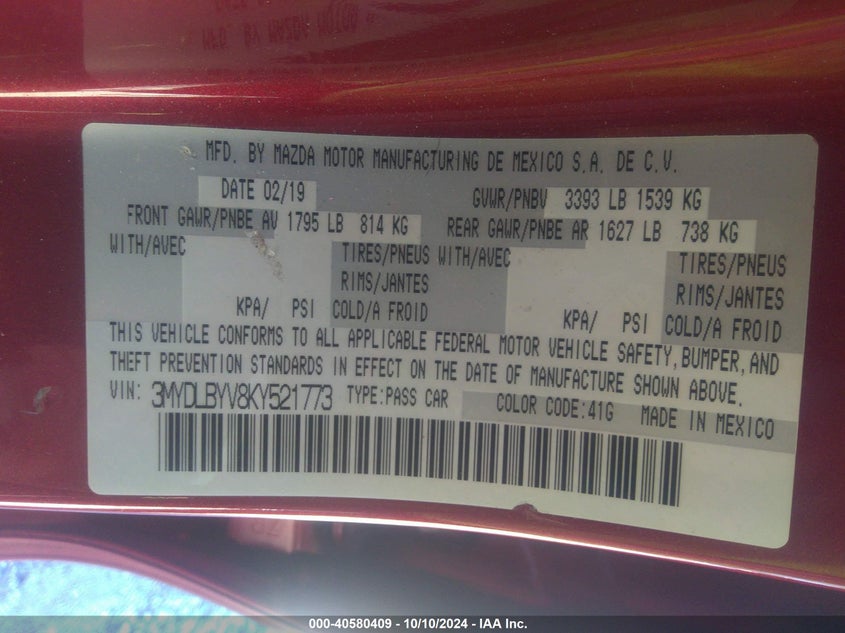 MFD. BY MAZDA MOTOR MANUFACTURING DE MEXICO S.A. DE C.V.
DATE 02/19 GVWR/PNBV 3393 LB 1539 KG
FRONT GAWR/PNBE AV 1795 LB 814 KG REAR GAWR/PNBE AR 1627 LB 738 KG
WITH/AVEC TIRES/PNEUS WITH/AVEC TIRES/PNEUS
RIMS/JANTES RIMS/JANTES
KPA/ PSI COLD/A FROID KPA/ PSI COLD/A FROID
THIS VEHICLE CONFORMS TO ALL APPLICABLE FEDERAL MOTOR VEHICLE SAFETY, BUMPER, AND
THEFT PREVENTION STANDARDS IN EFFECT ON THE DATE OF MANUFACTURE SHOWN ABOVE.
VIN: 3MYDLBYV8KY521773 TYPE:PASS CAR COLOR CODE:41G MADE IN MEXICO
000-40580409 - 10/10/2024 - IAA Inc.